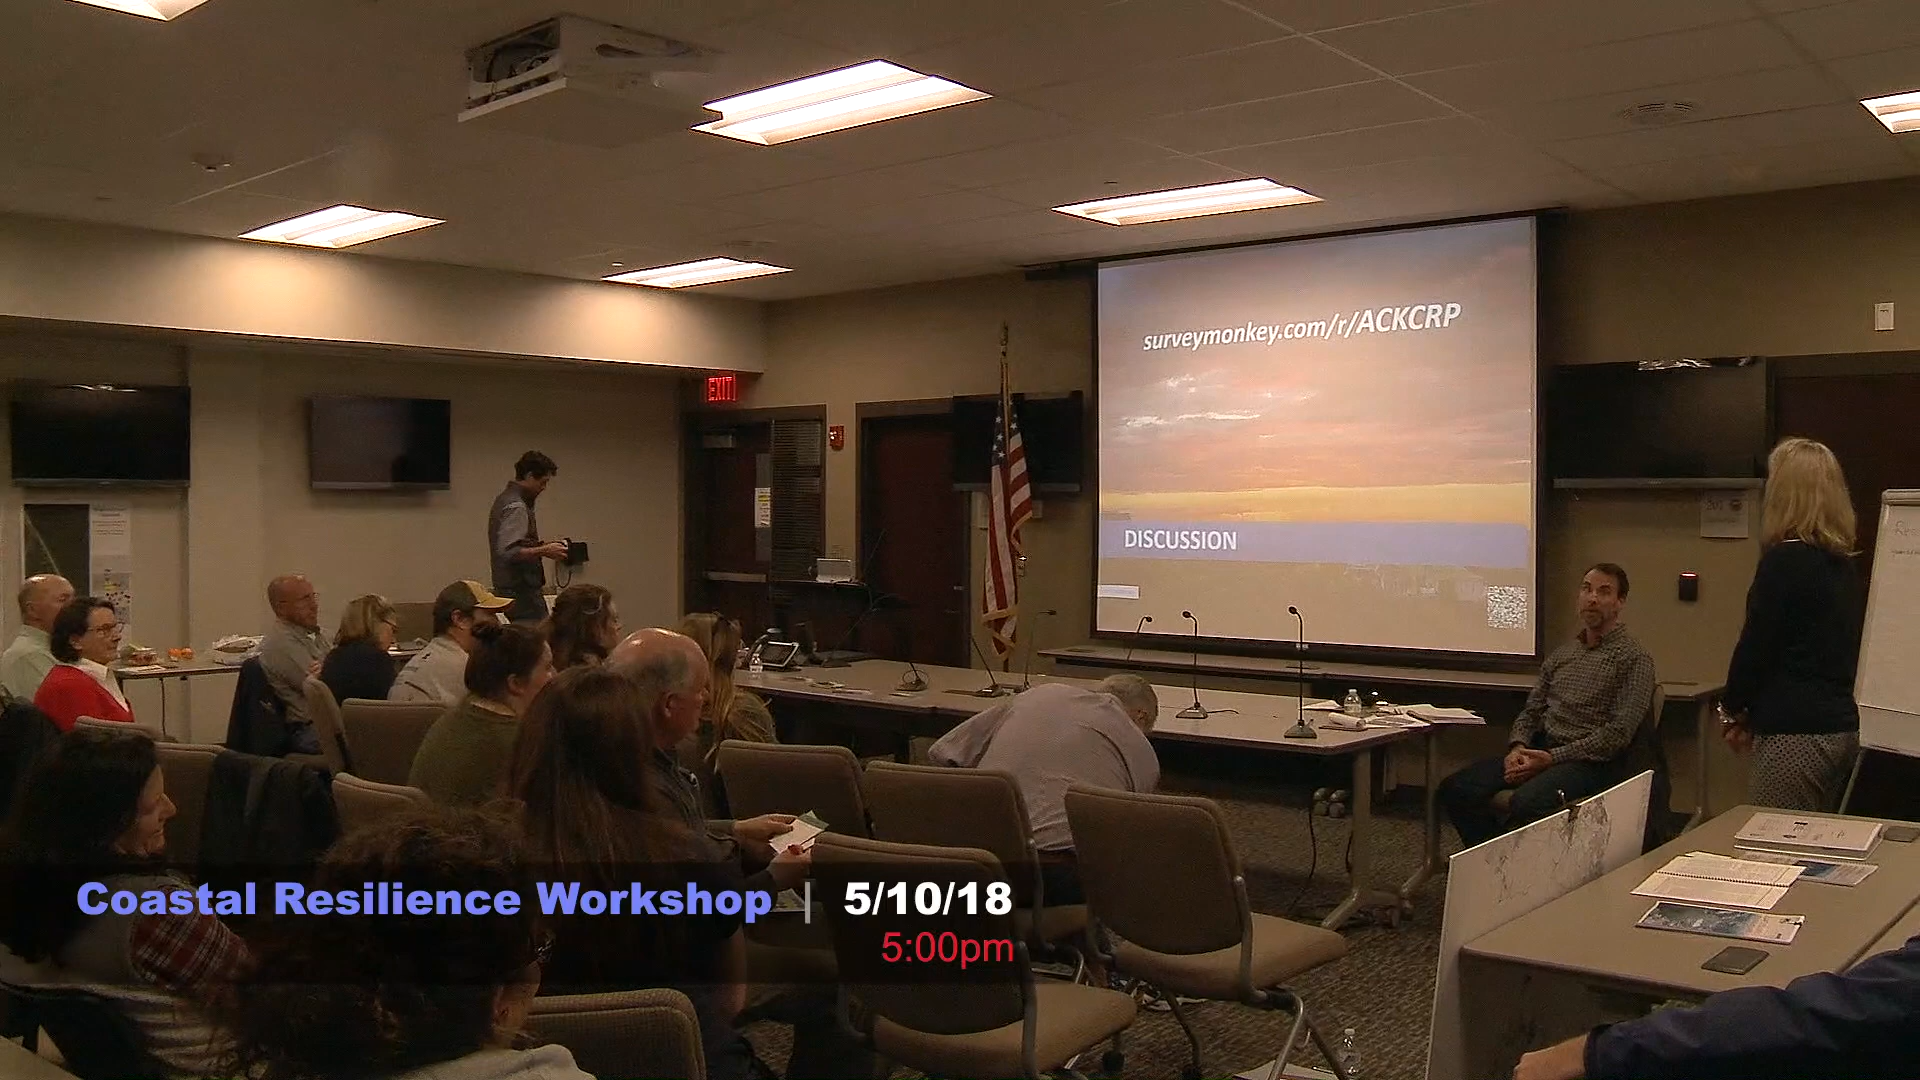 EXIT
surveymonkey.com/r/ACKCRP
DISCUSSION
Coastal Resilience Workshop | 5/10/18
5:00pm